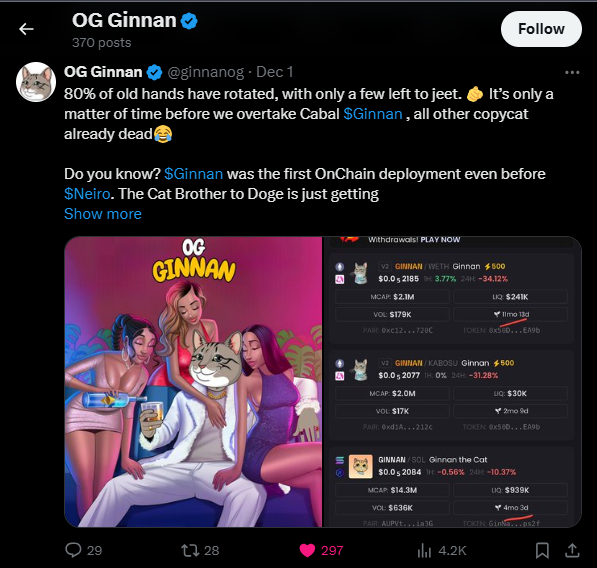 OG Ginnan
370 posts
Follow
OG Ginnan @ginnanog · Dec 1
80% of old hands have rotated, with only a few left to jeet. 🫵 It’s only a
matter of time before we overtake Cabal $Ginnan , all other copycat
already dead😂
Do you know? $Ginnan was the first OnChain deployment even before
$Neiro. The Cat Brother to Doge is just getting
Show more
OG
GINNAN
Withdrawals! PLAY NOW
V2 GINNAN / WETH Ginnan ⚡500
$0.0₅2185 1H: 3.77% 24H: -34.12%
MCAP: $2.1M LIQ: $241K
VOL: $179K 11mo 13d
PAIR: 0xc12...720C TOKEN: 0x50D...EA9b
V2 GINNAN / KABOSU Ginnan ⚡500
$0.0₅2077 1H: 0% 24H: -31.28%
MCAP: $2.0M LIQ: $30K
VOL: $17K 2mo 9d
PAIR: 0xd1A...212c TOKEN: 0x50D...EA9b
GINNAN / SOL Ginnan the Cat
$0.0₅2084 1H: -0.56% 24H: -10.37%
MCAP: $14.3M LIQ: $939K
VOL: $636K 4mo 3d
PAIR: AUPVt...ia3G TOKEN: GinNa...ps2f
29 28 297 4.2K